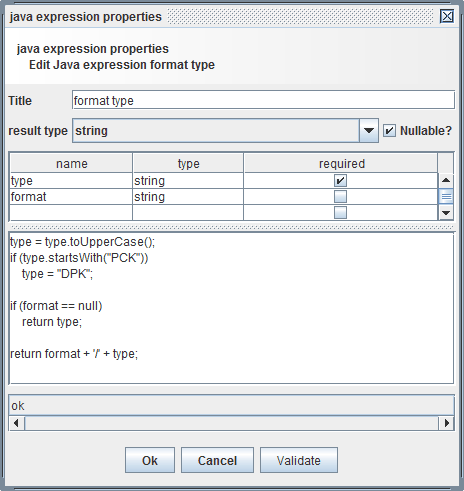 java expression properties
java expression properties
Edit Java expression format type
Title format type
result type string Nullable?
name type required
type string
format string
type = type.toUpperCase();
if (type.startsWith("PCK"))
type = "DPK";
if (format == null)
return type;
return format + '/' + type;
ok
Ok Cancel Validate